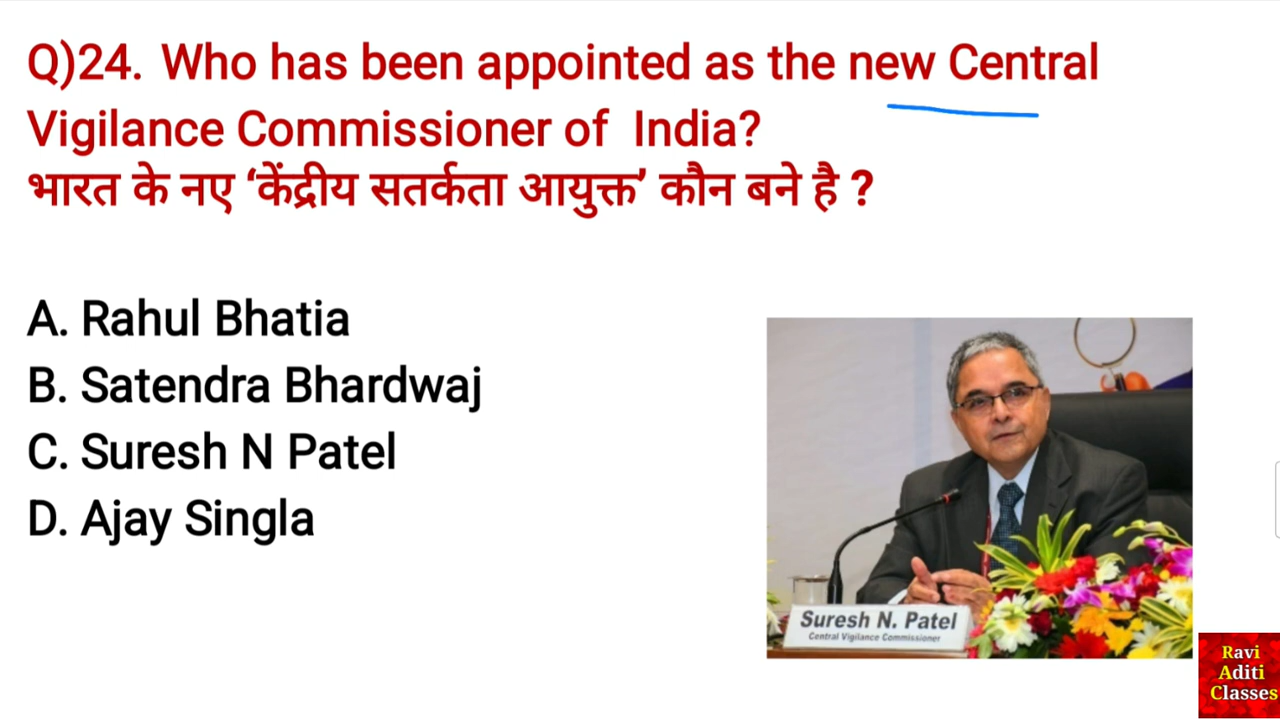 Q)24. Who has been appointed as the new Central
Vigilance Commissioner of India?
भारत के नए ‘केंद्रीय सतर्कता आयुक्त’ कौन बने है ?
A. Rahul Bhatia
B. Satendra Bhardwaj
C. Suresh N Patel
D. Ajay Singla
Suresh N. Patel
Central Vigilance Commissioner
Ravi
Aditi
Classes